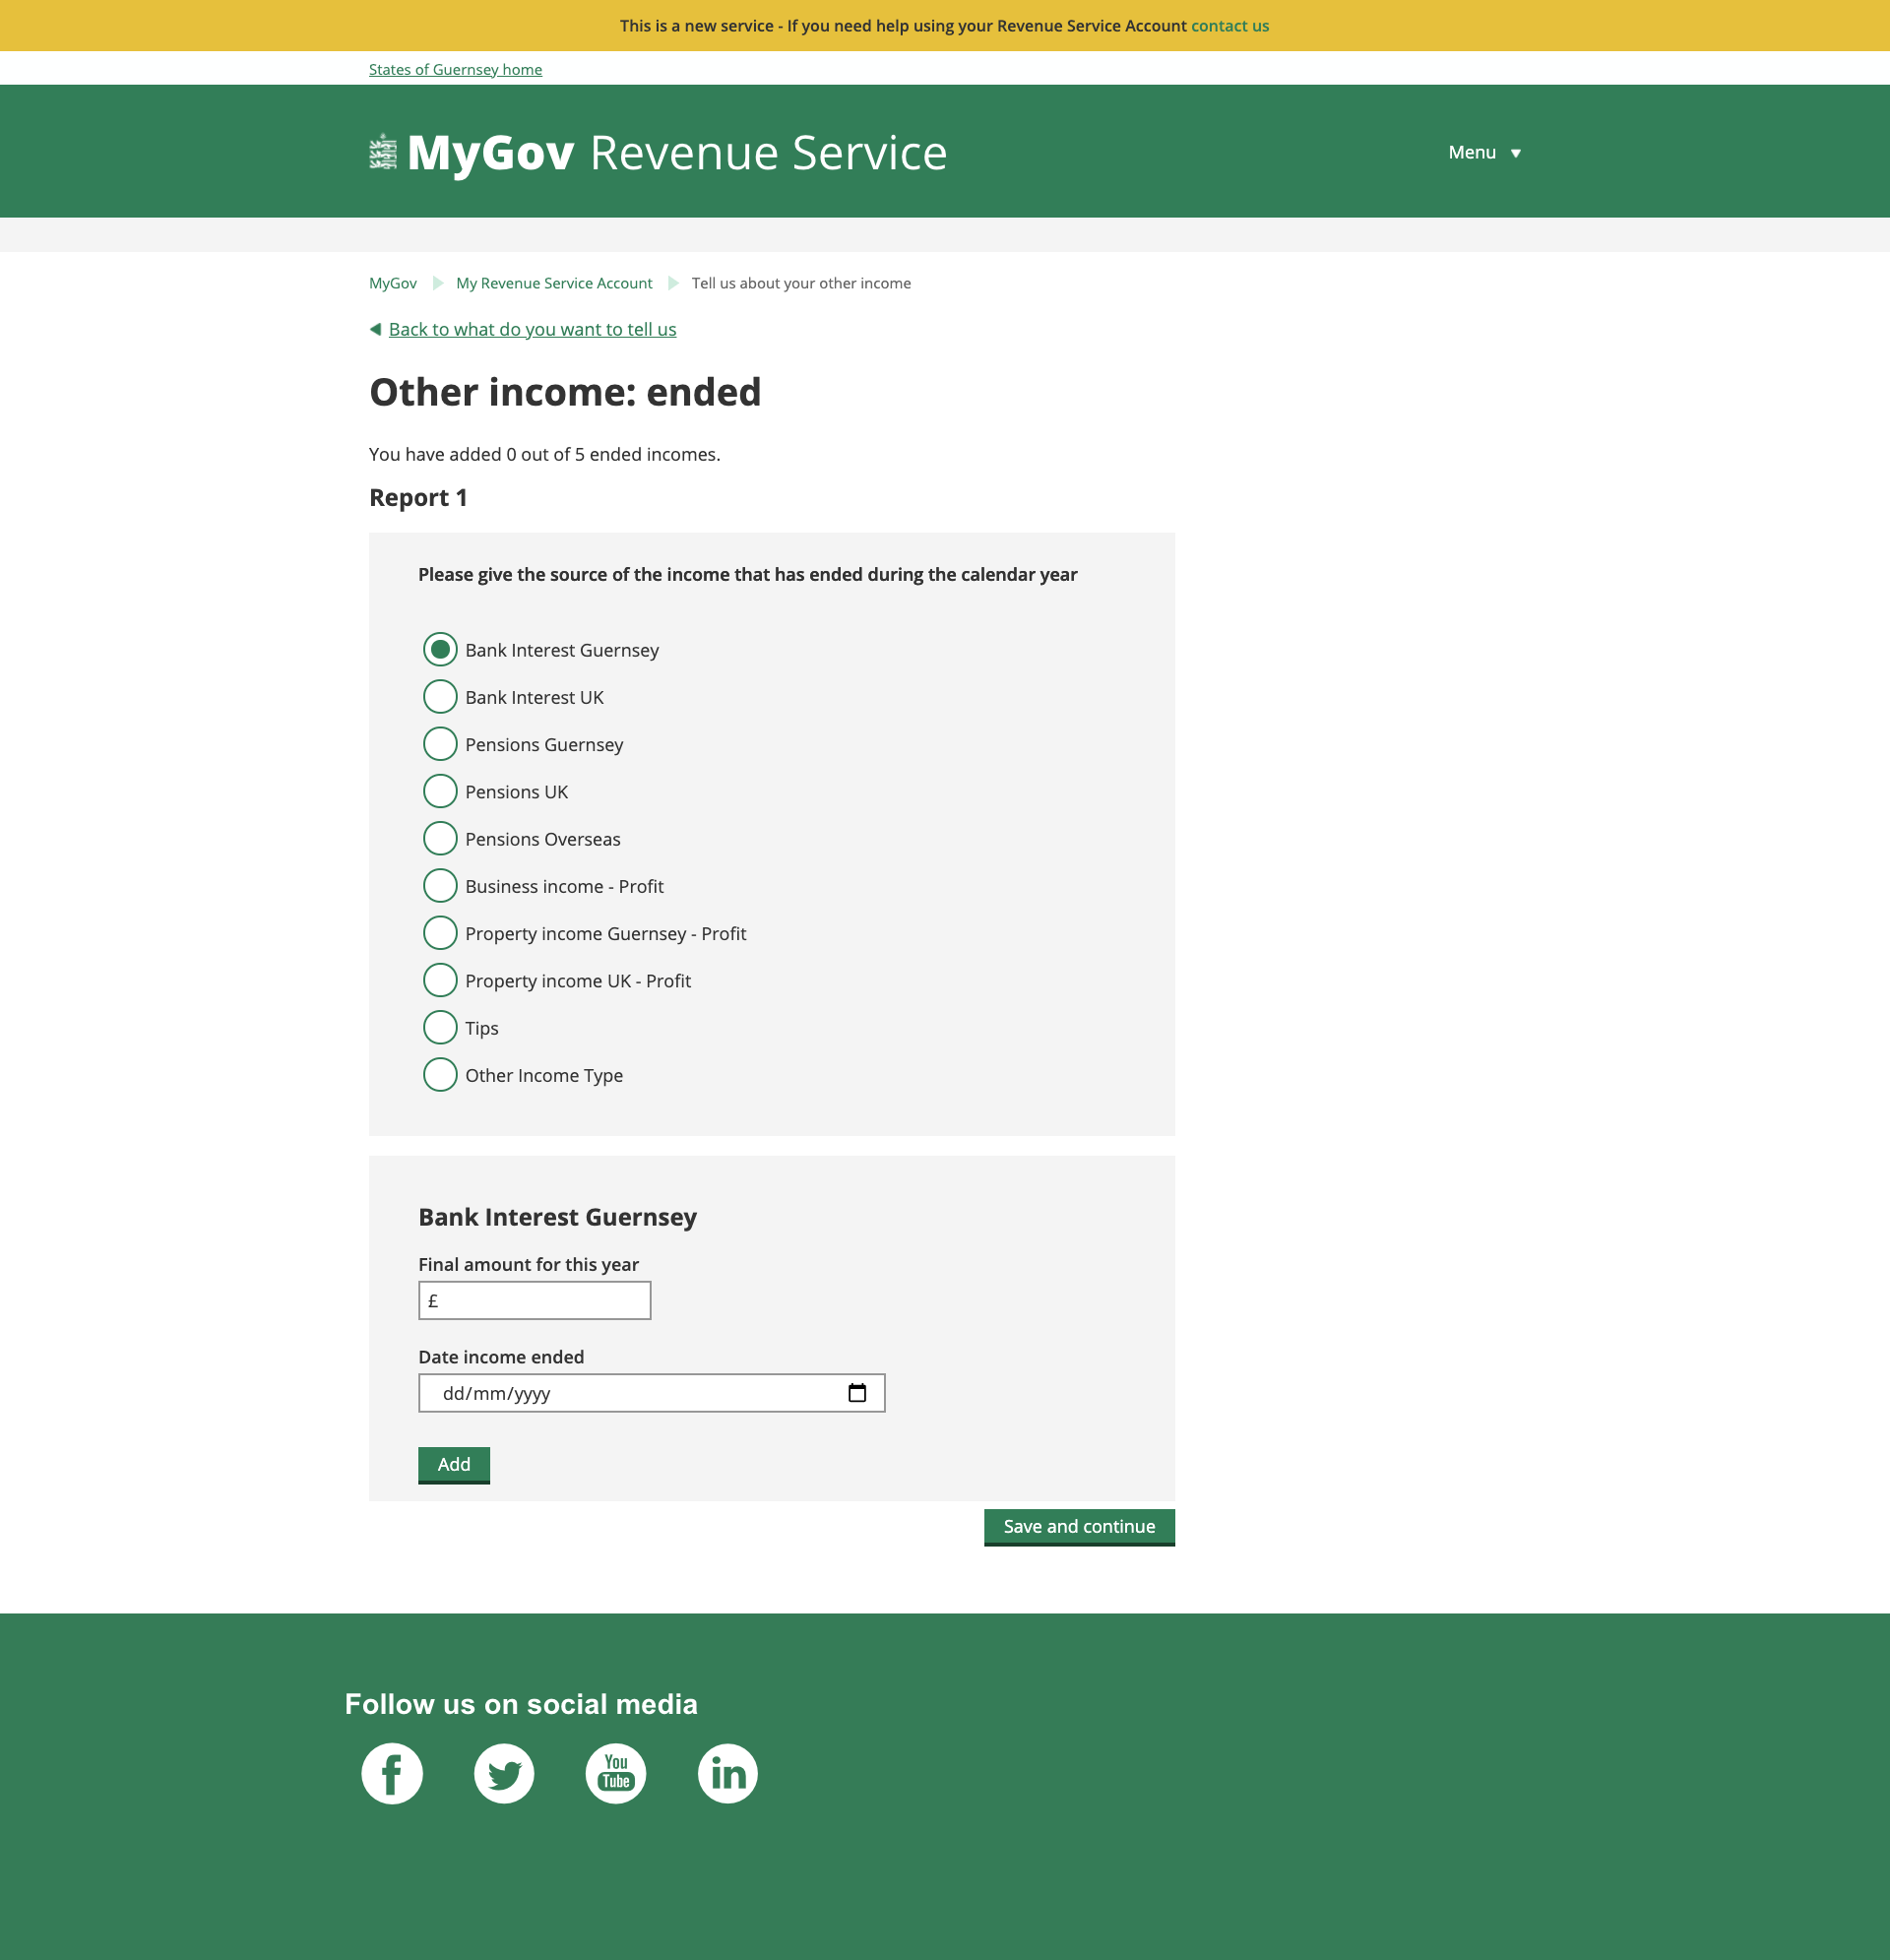 This is a new service - If you need help using your Revenue Service Account contact us
States of Guernsey home
MyGov Revenue Service
Menu
MyGov
My Revenue Service Account
Tell us about your other income
Back to what do you want to tell us
Other income: ended
You have added 0 out of 5 ended incomes.
Report 1
Please give the source of the income that has ended during the calendar year
Bank Interest Guernsey
Bank Interest UK
Pensions Guernsey
Pensions UK
Pensions Overseas
Business income - Profit
Property income Guernsey - Profit
Property income UK - Profit
Tips
Other Income Type
Bank Interest Guernsey
Final amount for this year
£
Date income ended
dd/mm/yyyy
Add
Save and continue
Follow us on social media
f
You
Tube
in